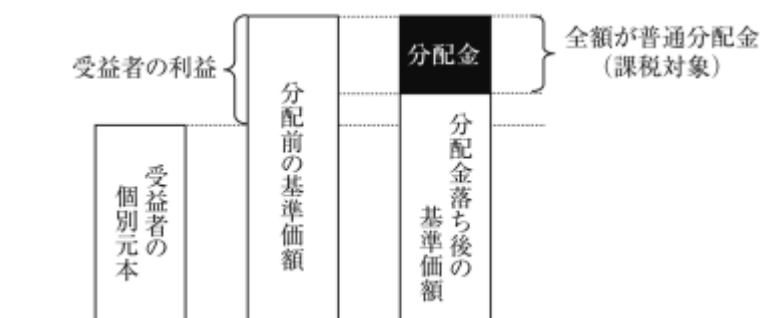 受益者の利益
分配前の基準価額
分配金
全額が普通分配金
（課税対象）
受益者の
個別元本
分配金落ち後の
基準価額